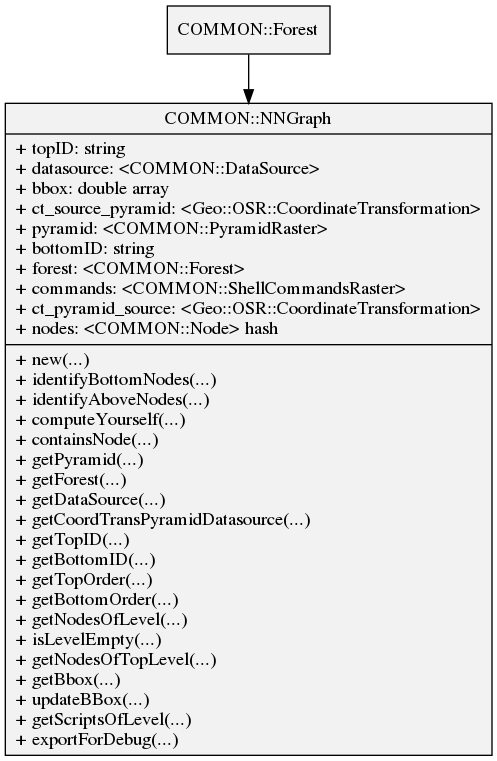 COMMON::Forest
COMMON::NNGraph
+ topID: string
+ datasource: <COMMON::DataSource>
+ bbox: double array
+ ct_source_pyramid: <Geo::OSR::CoordinateTransformation>
+ pyramid: <COMMON::PyramidRaster>
+ bottomID: string
+ forest: <COMMON::Forest>
+ commands: <COMMON::ShellCommandsRaster>
+ ct_pyramid_source: <Geo::OSR::CoordinateTransformation>
+ nodes: <COMMON::Node> hash
+ new(...)
+ identifyBottomNodes(...)
+ identifyAboveNodes(...)
+ computeYourself(...)
+ containsNode(...)
+ getPyramid(...)
+ getForest(...)
+ getDataSource(...)
+ getCoordTransPyramidDatasource(...)
+ getTopID(...)
+ getBottomID(...)
+ getTopOrder(...)
+ getBottomOrder(...)
+ getNodesOfLevel(...)
+ isLevelEmpty(...)
+ getNodesOfTopLevel(...)
+ getBbox(...)
+ updateBBox(...)
+ getScriptsOfLevel(...)
+ exportForDebug(...)